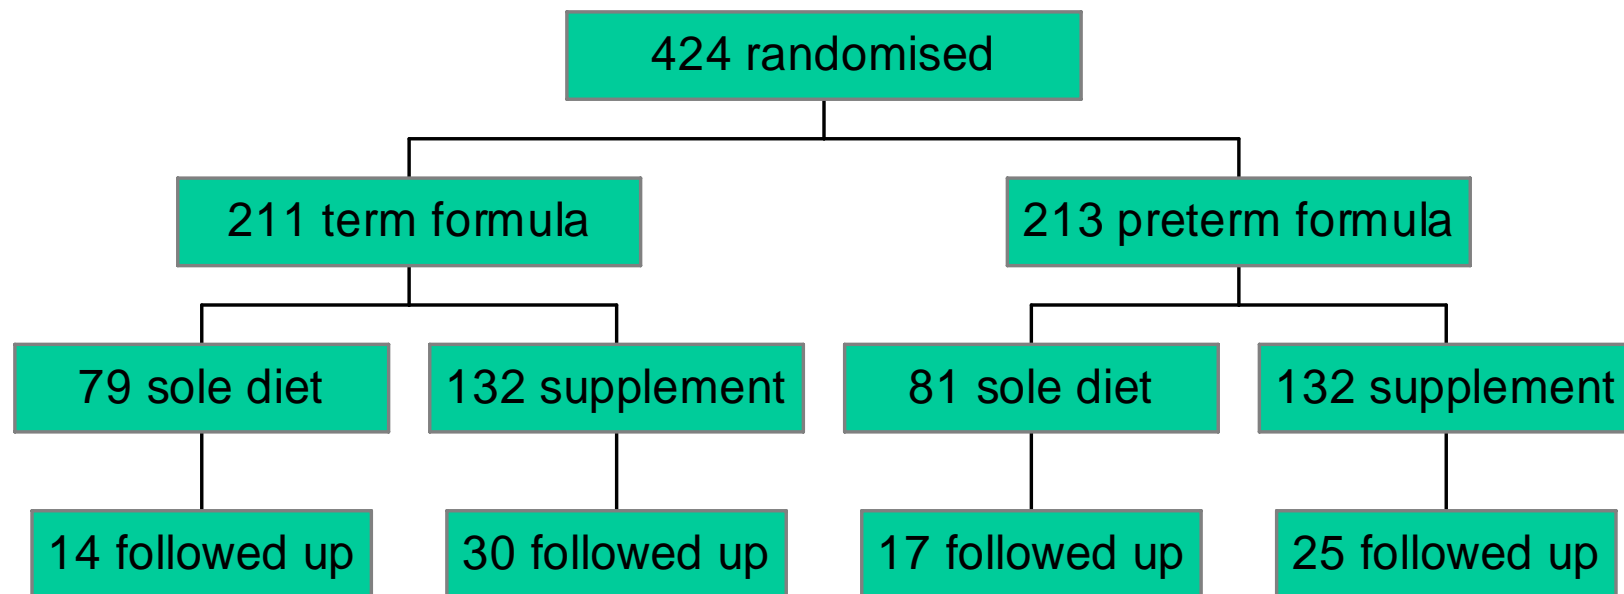 424 randomised
211 term formula
213 preterm formula
79 sole diet
132 supplement
81 sole diet
132 supplement
14 followed up
30 followed up
17 followed up
25 followed up